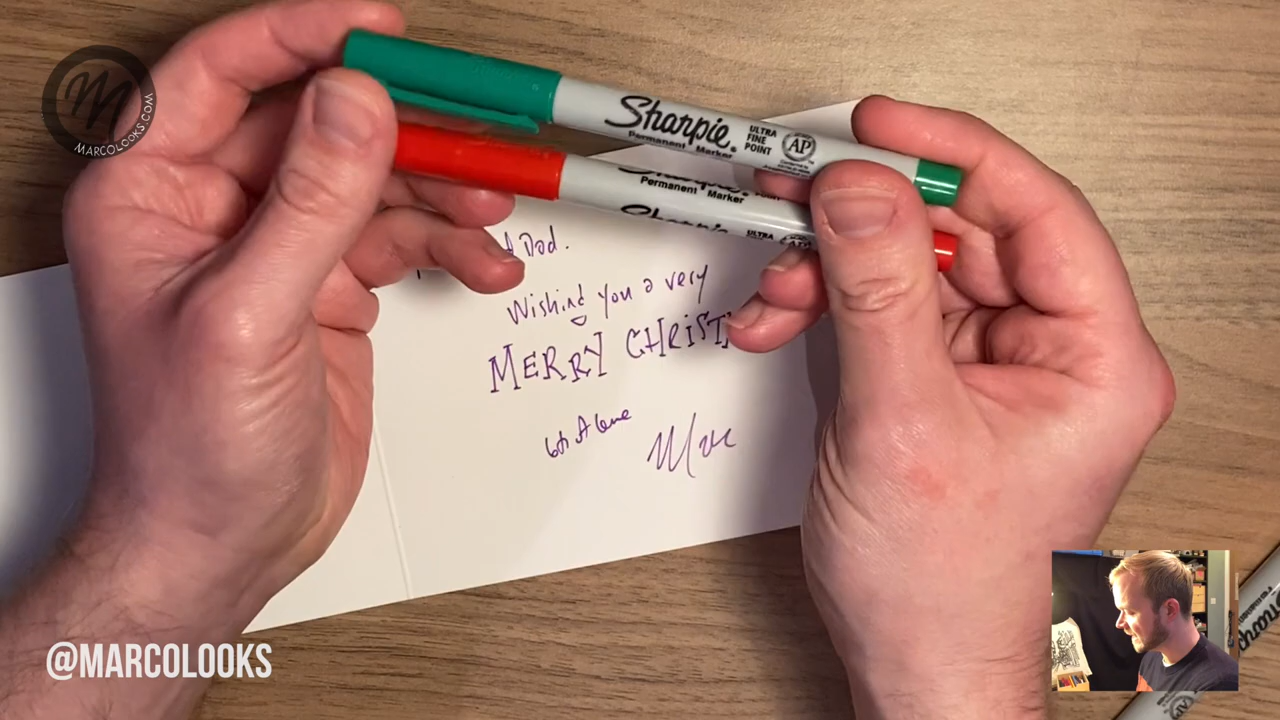 M
MARCOLOOKS.COM
Sharpie.
Permanent Marker
ULTRA
FINE
POINT
AP
Sharpie.
Permanent Marker
Sharpie
ULTRA
Dad.
Wishing you a very
MERRY CHRIST
@MARCOLOOKS